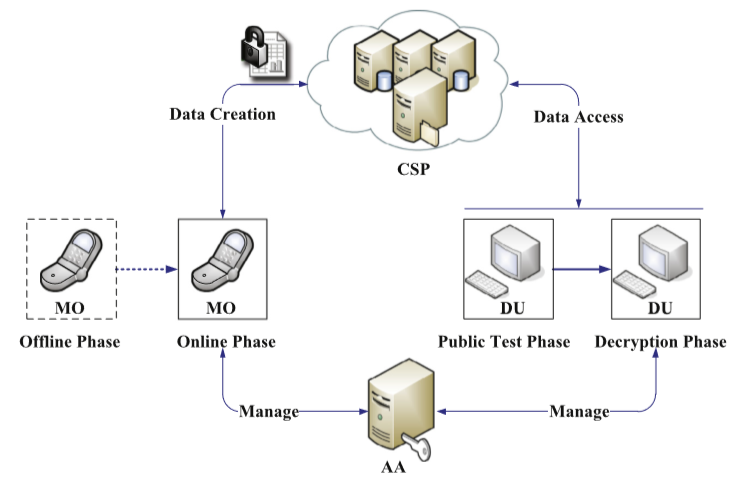 Data Creation
Data Access
CSP
MO
MO
DU
DU
Offline Phase
Online Phase
Public Test Phase
Decryption Phase
Manage
Manage
AA